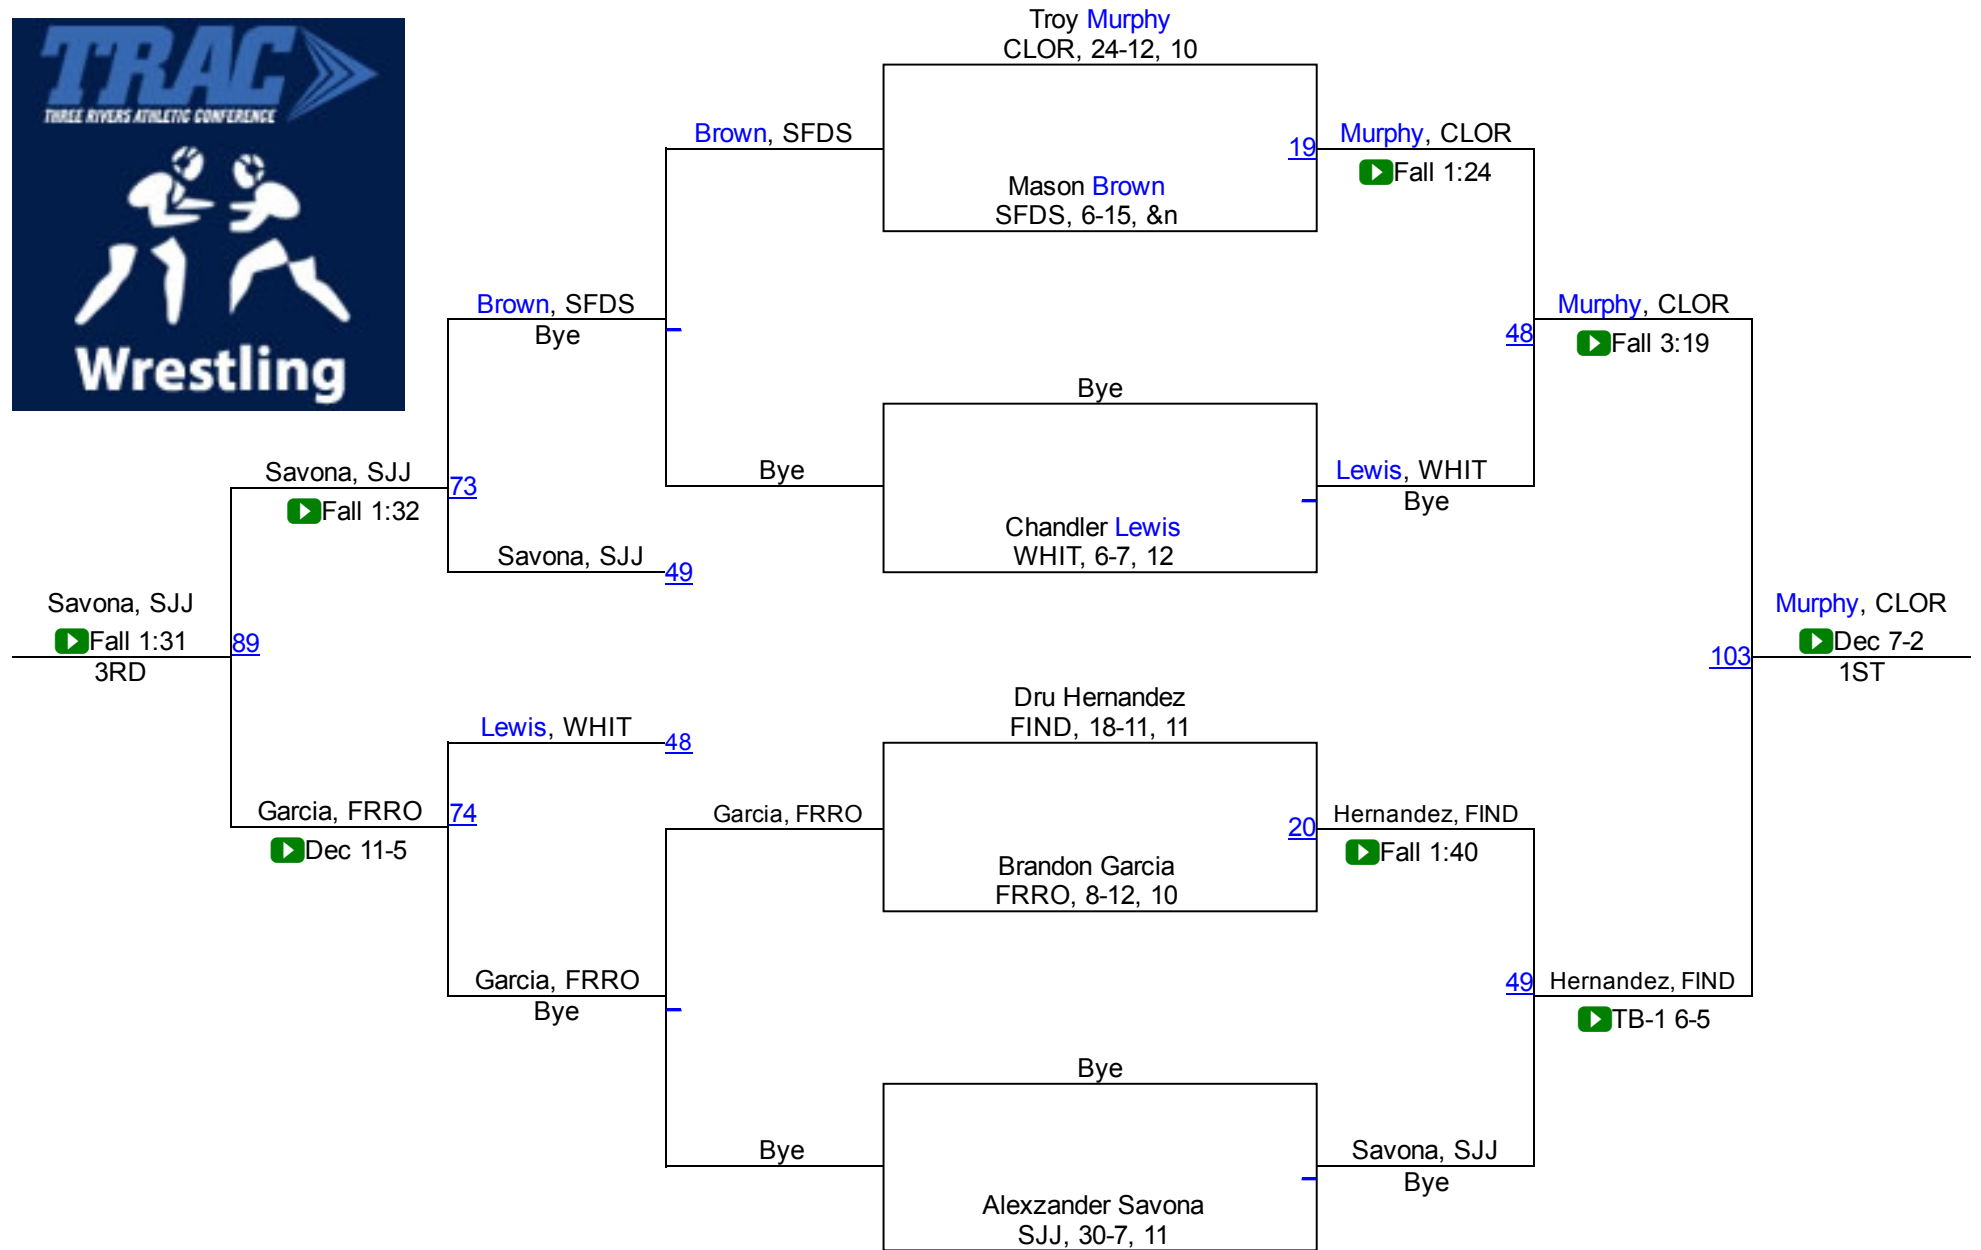 TRAC
THREE RIVERS ATHLETIC CONFERENCE
Wrestling
Troy Murphy
CLOR, 24-12, 10
Mason Brown
SFDS, 6-15, &n
19
Bye
Chandler Lewis
WHIT, 6-7, 12
Dru Hernandez
FIND, 18-11, 11
Brandon Garcia
FRRO, 8-12, 10
20
Bye
Alexzander Savona
SJJ, 30-7, 11
Murphy, CLOR
Fall 1:24
Lewis, WHIT
Bye
48
Hernandez, FIND
Fall 1:40
Savona, SJJ
Bye
49
Murphy, CLOR
Fall 3:19
Hernandez, FIND
TB-1 6-5
103
Murphy, CLOR
Dec 7-2
1ST
Brown, SFDS
Bye
Garcia, FRRO
Bye
Brown, SFDS
Bye
Savona, SJJ
49
73
Lewis, WHIT
48
74
Garcia, FRRO
Bye
Savona, SJJ
Fall 1:32
Garcia, FRRO
Dec 11-5
89
Savona, SJJ
Fall 1:31
3RD